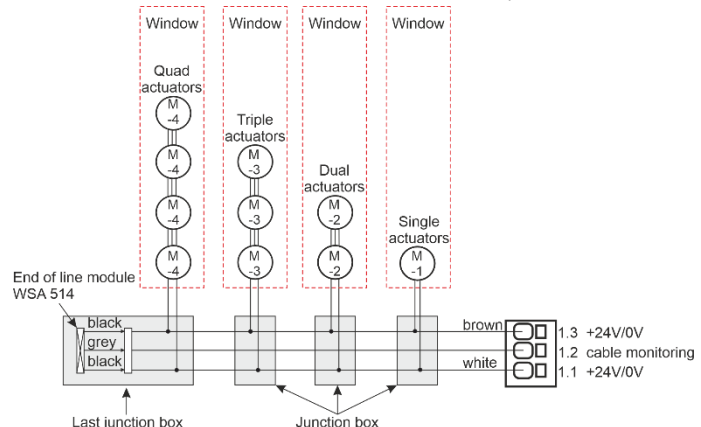 Window
Window
Window
Window
Quad
actuators
M
-4
M
-4
M
-4
M
-4
Triple
actuators
M
-3
M
-3
M
-3
Dual
actuators
M
-2
M
-2
Single
actuators
M
-1
End of line module
WSA 514
black
grey
black
brown
white
1.3 +24V/0V
1.2 cable monitoring
1.1 +24V/0V
Last junction box
Junction box